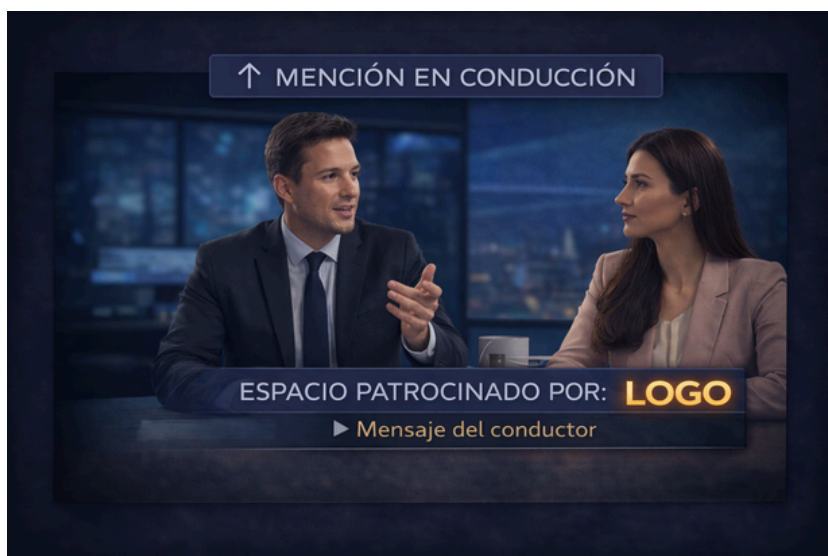 ↑ MENCIÓN EN CONDUCCIÓN
ESPACIO PATROCINADO POR: LOGO
▶ Mensaje del conductor